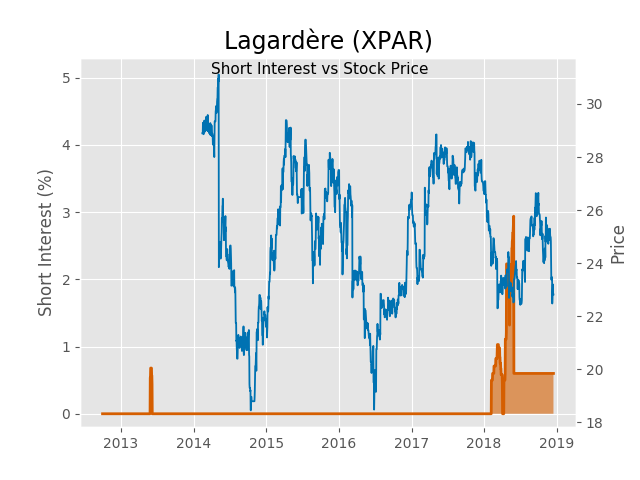 Lagardère (XPAR)
Short Interest vs Stock Price
Short Interest (%)
5
4
3
2
1
0
30
28
26
24
22
20
18
Price
2013 2014 2015 2016 2017 2018 2019